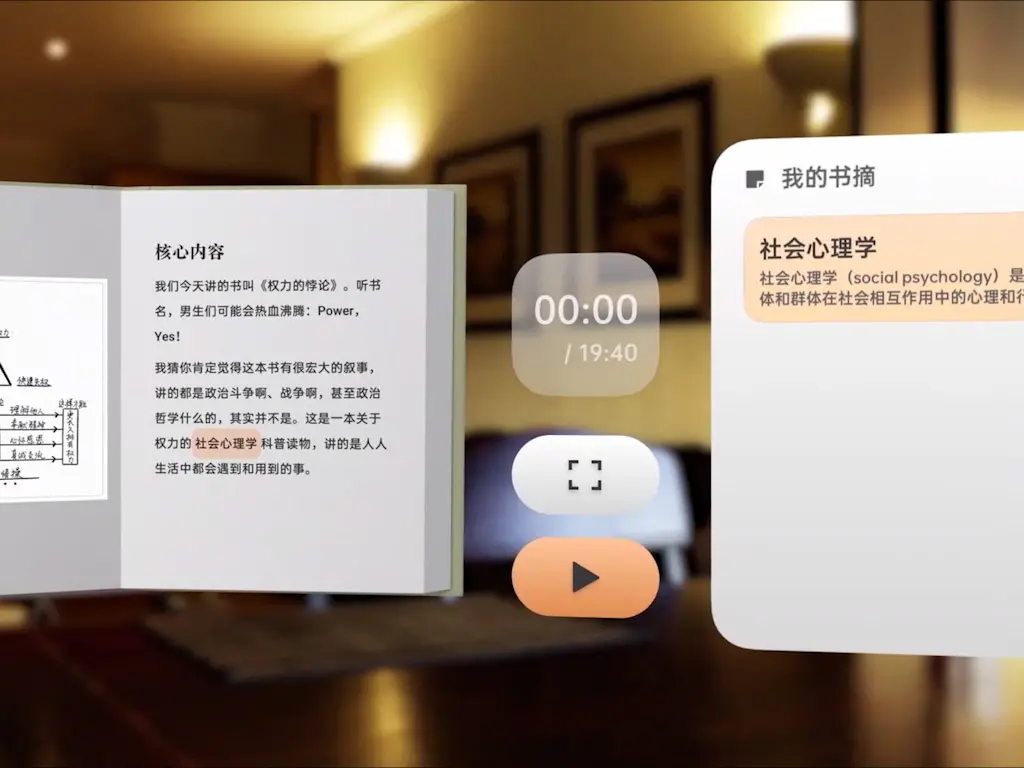 快速负权
核心内容
我们今天讲的书叫《权力的悖论》。听书
名，男生们可能会热血沸腾：Power，
Yes！
我猜你肯定觉得这本书有很宏大的叙事，
讲的都是政治斗争啊、战争啊，甚至政治
哲学什么的，其实并不是。这是一本关于
权力的 社会心理学 科普读物，讲的是人人
生活中都会遇到和用到的事。
00:00
/ 19:40
我的书摘
社会心理学
社会心理学（social psychology）是
体和群体在社会相互作用中的心理和行